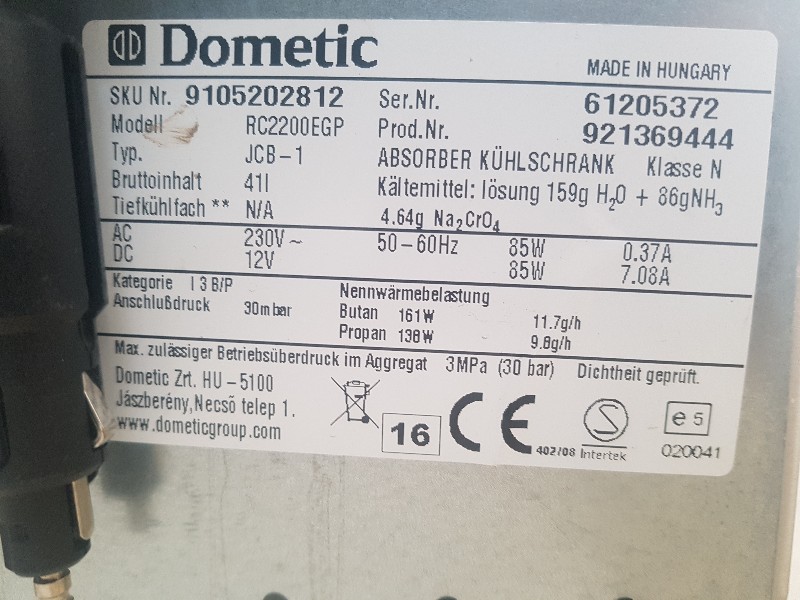 Dometic
MADE IN HUNGARY
SKU Nr. 9105202812 Ser.Nr. 61205372
Modell RC2200EGP Prod.Nr. 921369444
Typ. JCB-1 ABSORBER KÜHLSCHRANK Klasse N
Bruttoinhalt 41l Kältemittel: lösung 159g H₂O + 86gNH₃
Tiefkühlfach ** N/A 4.64g Na₂CrO₄
AC 230V ~ 50-60Hz 85W 0.37A
DC 12V 85W 7.08A
Kategorie I 3 B/P Nennwärmebelastung
Anschlußdruck 30mbar Butan 161W 11.7g/h
Propan 138W 9.8g/h
Max. zulässiger Betriebsüberdruck im Aggregat 3MPa (30 bar) Dichtheit geprüft.
Dometic Zrt. HU-5100
Jászberény,Necsö telep 1.
www.dometicgroup.com
16
CE
402/08
S
Intertek
e5
020041